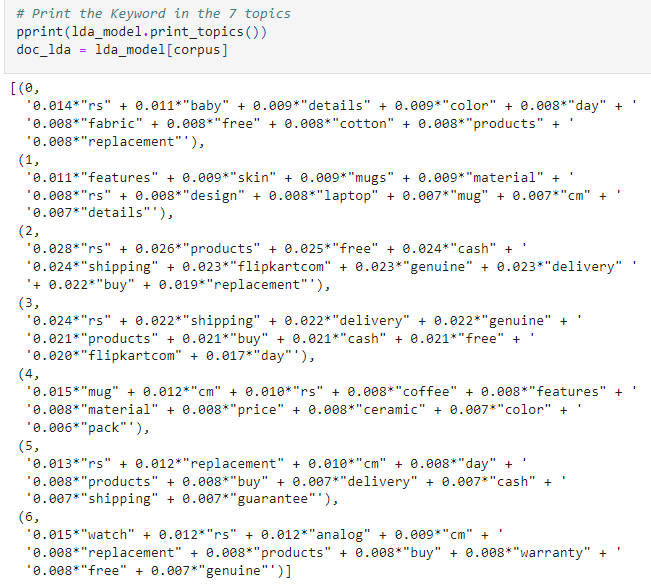 # Print the Keyword in the 7 topics
pprint(lda_model.print_topics())
doc_lda = lda_model[corpus]
[(0,
'0.014*"rs" + 0.011*"baby" + 0.009*"details" + 0.009*"color" + 0.008*"day" + '
'0.008*"fabric" + 0.008*"free" + 0.008*"cotton" + 0.008*"products" + '
'0.008*"replacement"'),
(1,
'0.011*"features" + 0.009*"skin" + 0.009*"mugs" + 0.009*"material" + '
'0.008*"rs" + 0.008*"design" + 0.008*"laptop" + 0.007*"mug" + 0.007*"cm" + '
'0.007*"details"'),
(2,
'0.028*"rs" + 0.026*"products" + 0.025*"free" + 0.024*"cash" + '
'0.024*"shipping" + 0.023*"flipkartcom" + 0.023*"genuine" + 0.023*"delivery" '
'+ 0.022*"buy" + 0.019*"replacement"'),
(3,
'0.024*"rs" + 0.022*"shipping" + 0.022*"delivery" + 0.022*"genuine" + '
'0.021*"products" + 0.021*"buy" + 0.021*"cash" + 0.021*"free" + '
'0.020*"flipkartcom" + 0.017*"day"'),
(4,
'0.015*"mug" + 0.012*"cm" + 0.010*"rs" + 0.008*"coffee" + 0.008*"features" + '
'0.008*"material" + 0.008*"price" + 0.008*"ceramic" + 0.007*"color" + '
'0.006*"pack"'),
(5,
'0.013*"rs" + 0.012*"replacement" + 0.010*"cm" + 0.008*"day" + '
'0.008*"products" + 0.008*"buy" + 0.007*"delivery" + 0.007*"cash" + '
'0.007*"shipping" + 0.007*"guarantee"'),
(6,
'0.015*"watch" + 0.012*"rs" + 0.012*"analog" + 0.009*"cm" + '
'0.008*"replacement" + 0.008*"products" + 0.008*"buy" + 0.008*"warranty" + '
'0.008*"free" + 0.007*"genuine"')]